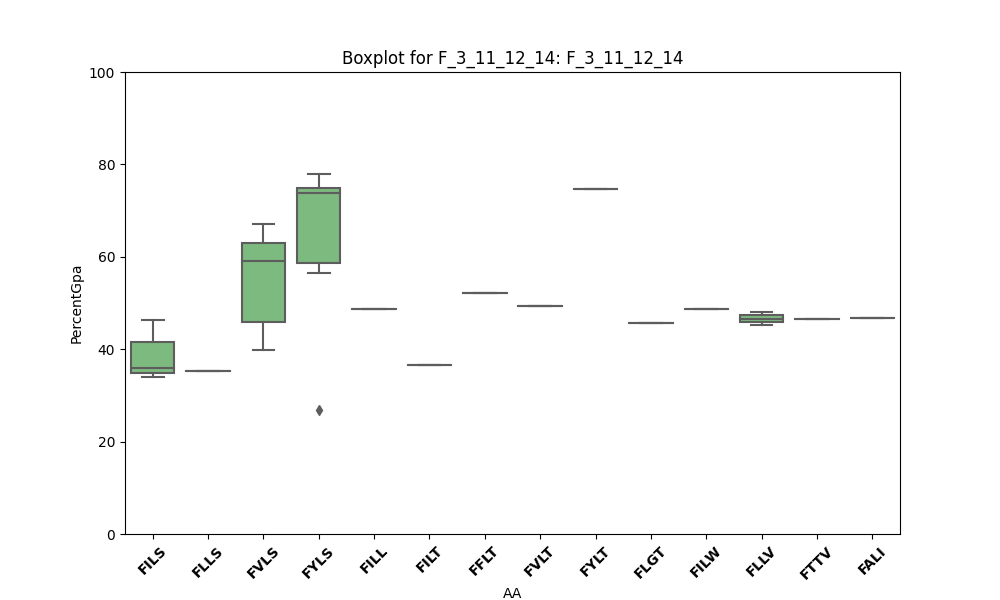 Boxplot for F_3_11_12_14: F_3_11_12_14
100
80
60
40
20
0
PercentGpa
FILS
FLLS
FVLS
FYLS
FILL
FILT
FFLT
FVLT
FYLT
FLGT
FILW
FLLV
FTTV
FALI
AA